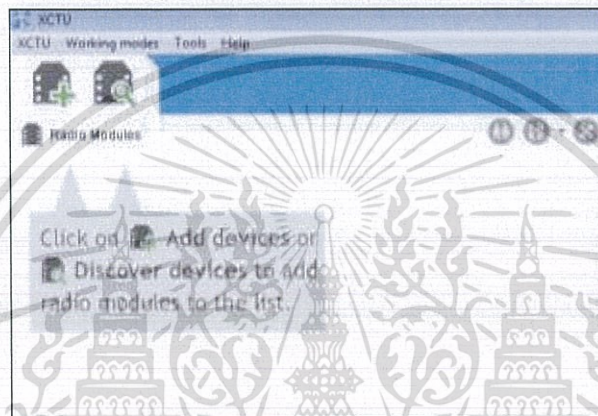 XCTU
XCTU Working modes Tools Help
Radio Modules
Click on Add devices or
Discover devices to add
radio modules to the list.